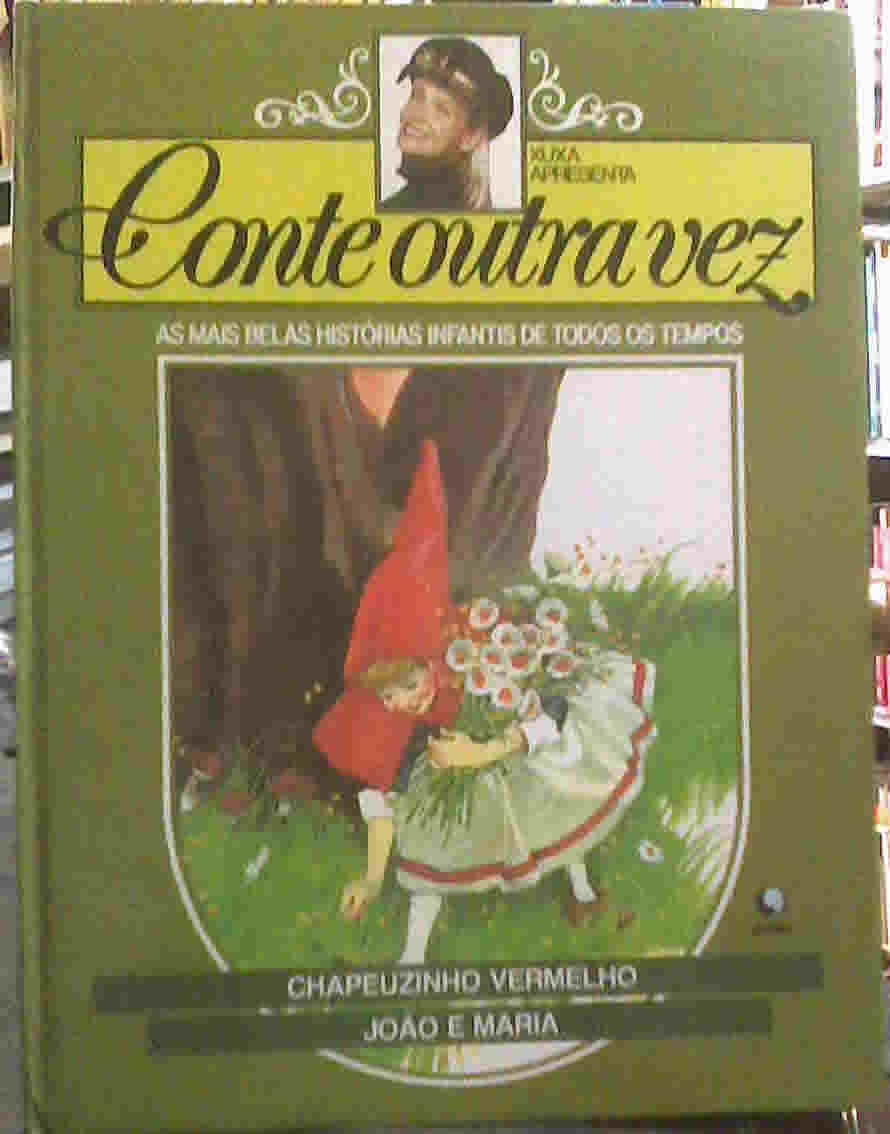 XUXA
APRESENTA
Conte outra vez
AS MAIS BELAS HISTÓRIAS INFANTIS DE TODOS OS TEMPOS
CHAPEUZINHO VERMELHO
JOÃO E MARIA